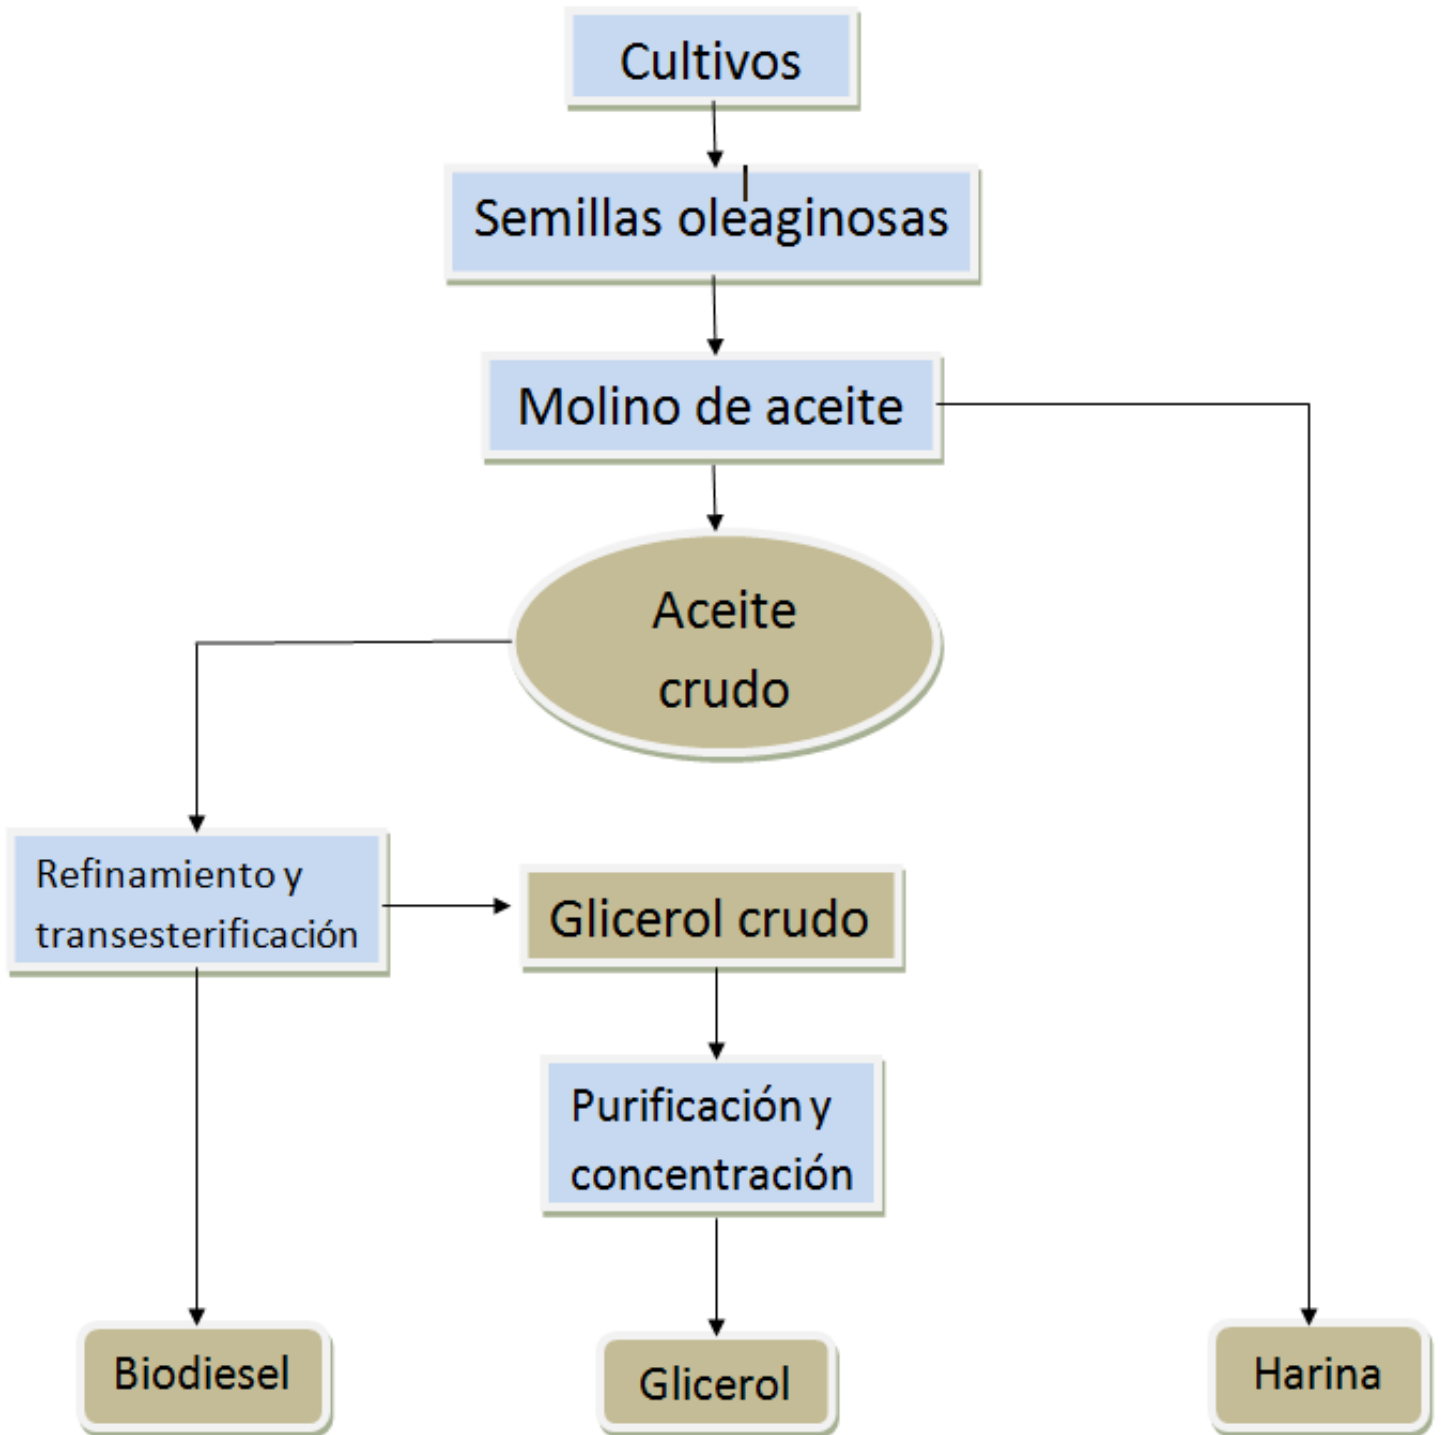 Cultivos
Semillas oleaginosas
Molino de aceite
Aceite
crudo
Refinamiento y
transesterificación
Glicerol crudo
Purificación y
concentración
Biodiesel
Glicerol
Harina